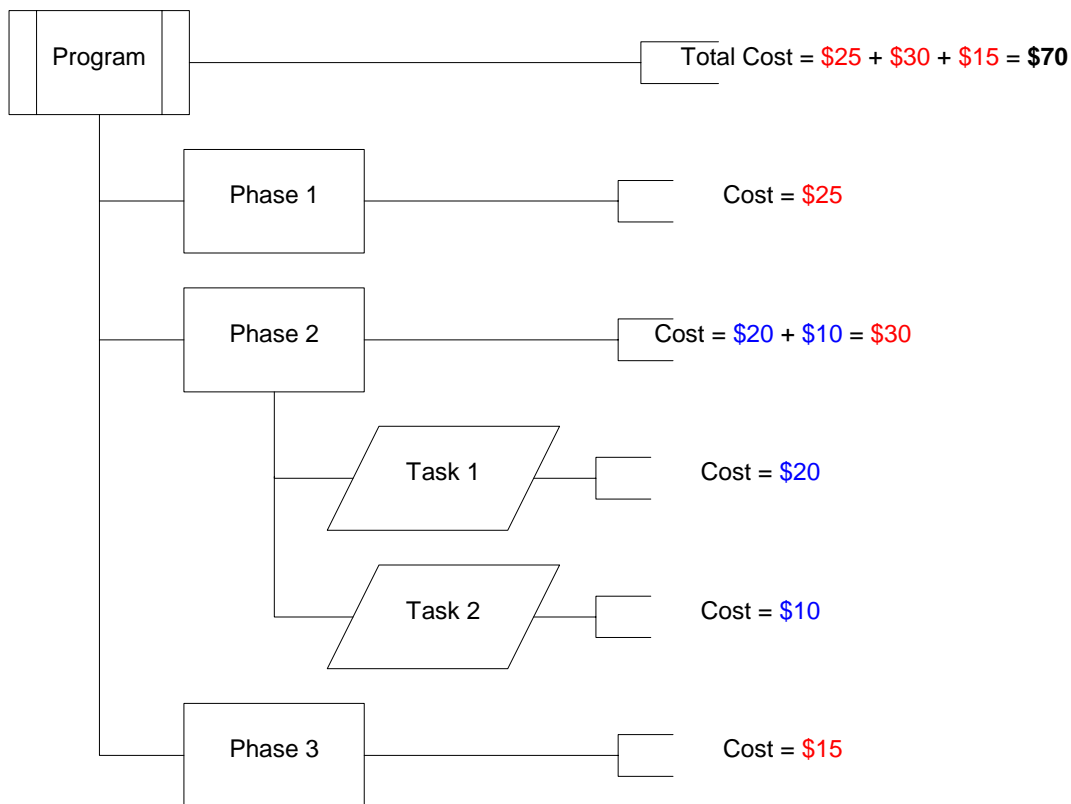 Program
Total Cost = $25 + $30 + $15 = $70
Phase 1
Cost = $25
Phase 2
Cost = $20 + $10 = $30
Task 1
Cost = $20
Task 2
Cost = $10
Phase 3
Cost = $15